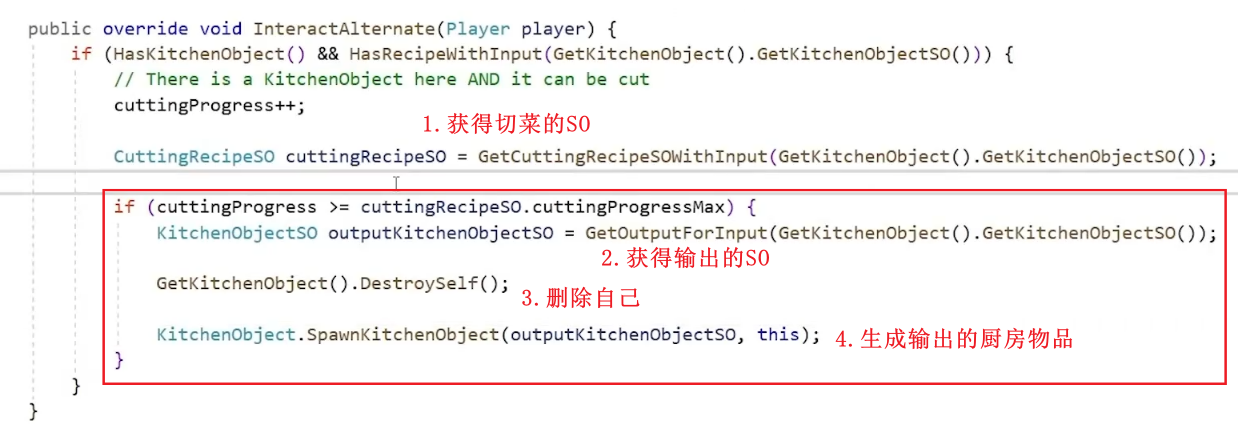 public override void InteractAlternate(Player player) {
if (HasKitchenObject() && HasRecipeWithInput(GetKitchenObject().GetKitchenObjectSO())) {
// There is a KitchenObject here AND it can be cut
cuttingProgress++;
1.获得切菜的SO
CuttingRecipeSO cuttingRecipeSO = GetCuttingRecipeSOWithInput(GetKitchenObject().GetKitchenObjectSO());
if (cuttingProgress >= cuttingRecipeSO.cuttingProgressMax) {
KitchenObjectSO outputKitchenObjectSO = GetOutputForInput(GetKitchenObject().GetKitchenObjectSO());
2.获得输出的SO
GetKitchenObject().DestroySelf();
3.删除自己
KitchenObject.SpawnKitchenObject(outputKitchenObjectSO, this);
4.生成输出的厨房物品
}
}
}